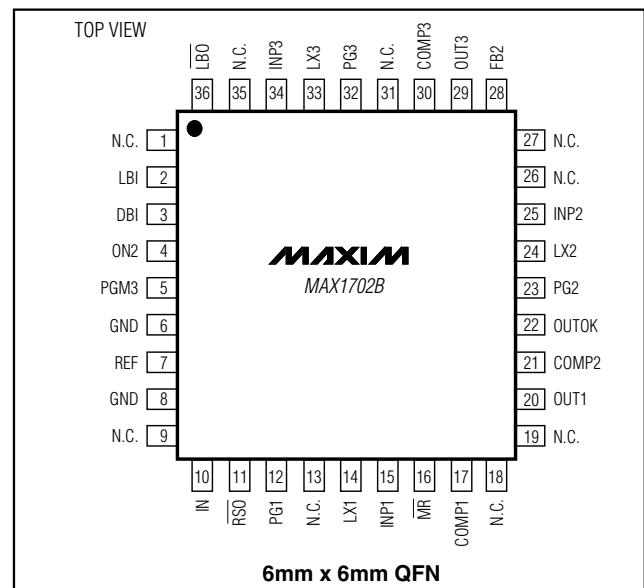 TOP VIEW
LBO
N.C.
INP3
LX3
PG3
N.C.
COMP3
OUT3
FB2
36 35 34 33 32 31 30 29 28
N.C. 1
LBI 2
DBI 3
ON2 4
PGM3 5
GND 6
REF 7
GND 8
N.C. 9
MAXIM
MAX1702B
27 N.C.
26 N.C.
25 INP2
24 LX2
23 PG2
22 OUTOK
21 COMP2
20 OUT1
19 N.C.
10 11 12 13 14 15 16 17 18
IN
RSO
PG1
N.C.
LX1
INP1
MR
COMP1
N.C.
6mm x 6mm QFN